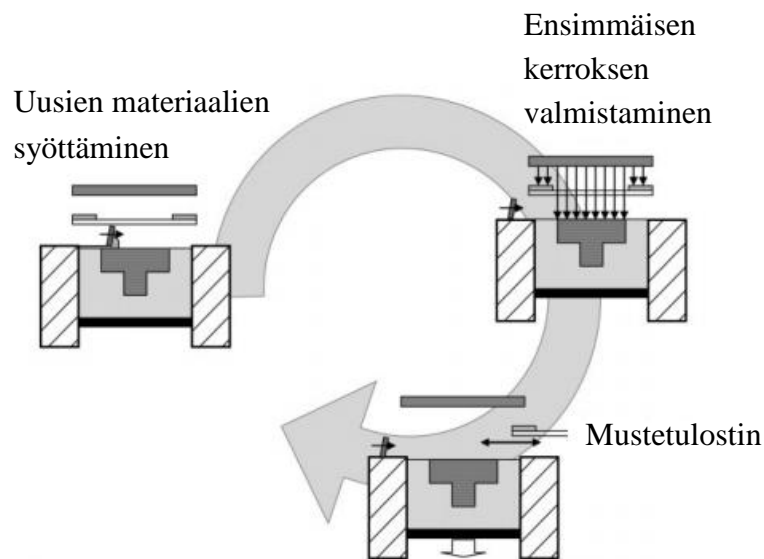 Uusien materiaalien
syöttäminen
Ensimmäisen
kerroksen
valmistaminen
Mustetulostin